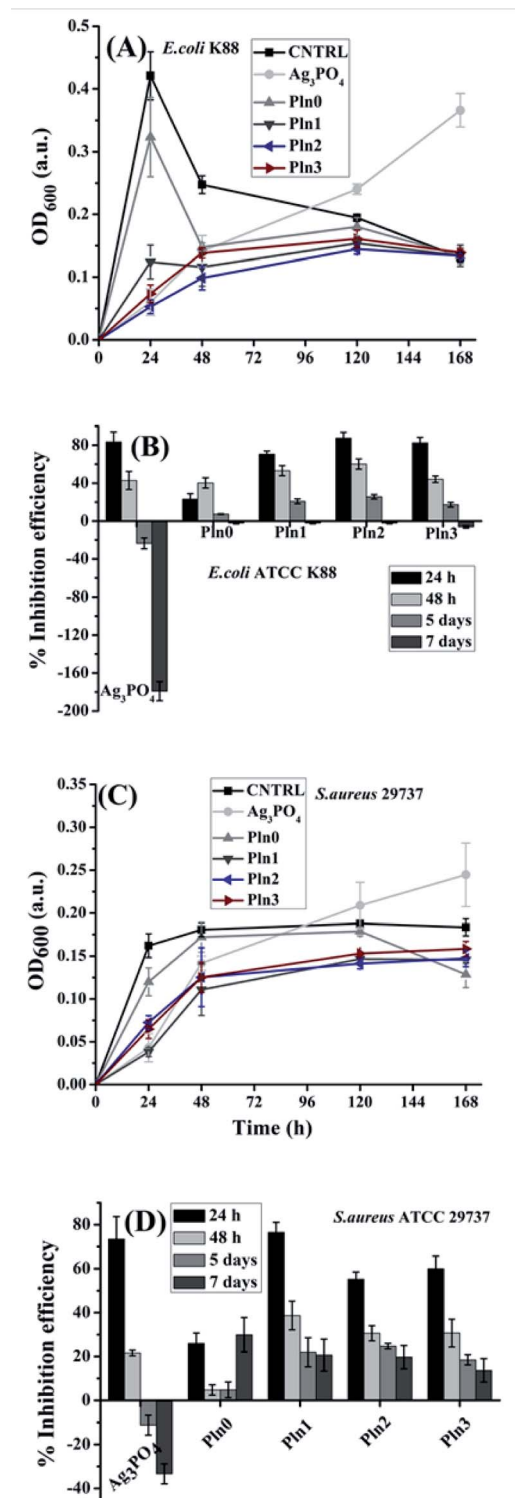 (A)
E.coli K88
CNTRL
Ag₃PO₄
Pln0
Pln1
Pln2
Pln3
OD₆₀₀ (a.u.)
0.5
0.4
0.3
0.2
0.1
0.0
0 24 48 72 96 120 144 168
(B)
% Inhibition efficiency
80
40
0
-40
-80
-120
-160
-200
Ag₃PO₄
Pln0 Pln1 Pln2 Pln3
E.coli ATCC K88
24 h
48 h
5 days
7 days
(C)
S.aureus 29737
CNTRL
Ag₃PO₄
Pln0
Pln1
Pln2
Pln3
OD₆₀₀ (a.u.)
0.35
0.30
0.25
0.20
0.15
0.10
0.05
0.00
0 24 48 72 96 120 144 168
Time (h)
(D)
24 h
48 h
5 days
7 days
S.aureus ATCC 29737
% Inhibition efficiency
80
60
40
20
0
-20
-40
Ag₃PO₄ Pln0 Pln1 Pln2 Pln3